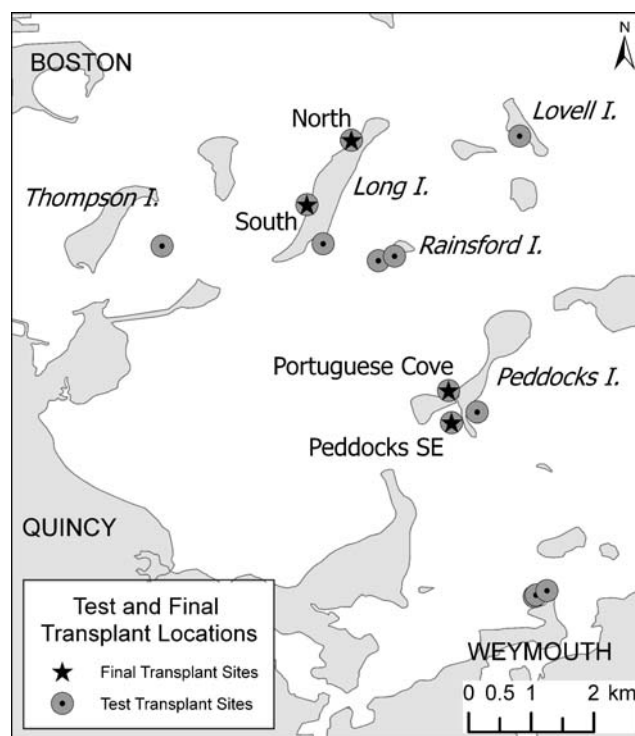 BOSTON
N
Lovell I.
North
Thompson I.
Long I.
South
Rainsford I.
Portuguese Cove
Peddocks I.
Peddocks SE
QUINCY
Test and Final
Transplant Locations
Final Transplant Sites
Test Transplant Sites
WEYMOUTH
0 0.5 1 2 km